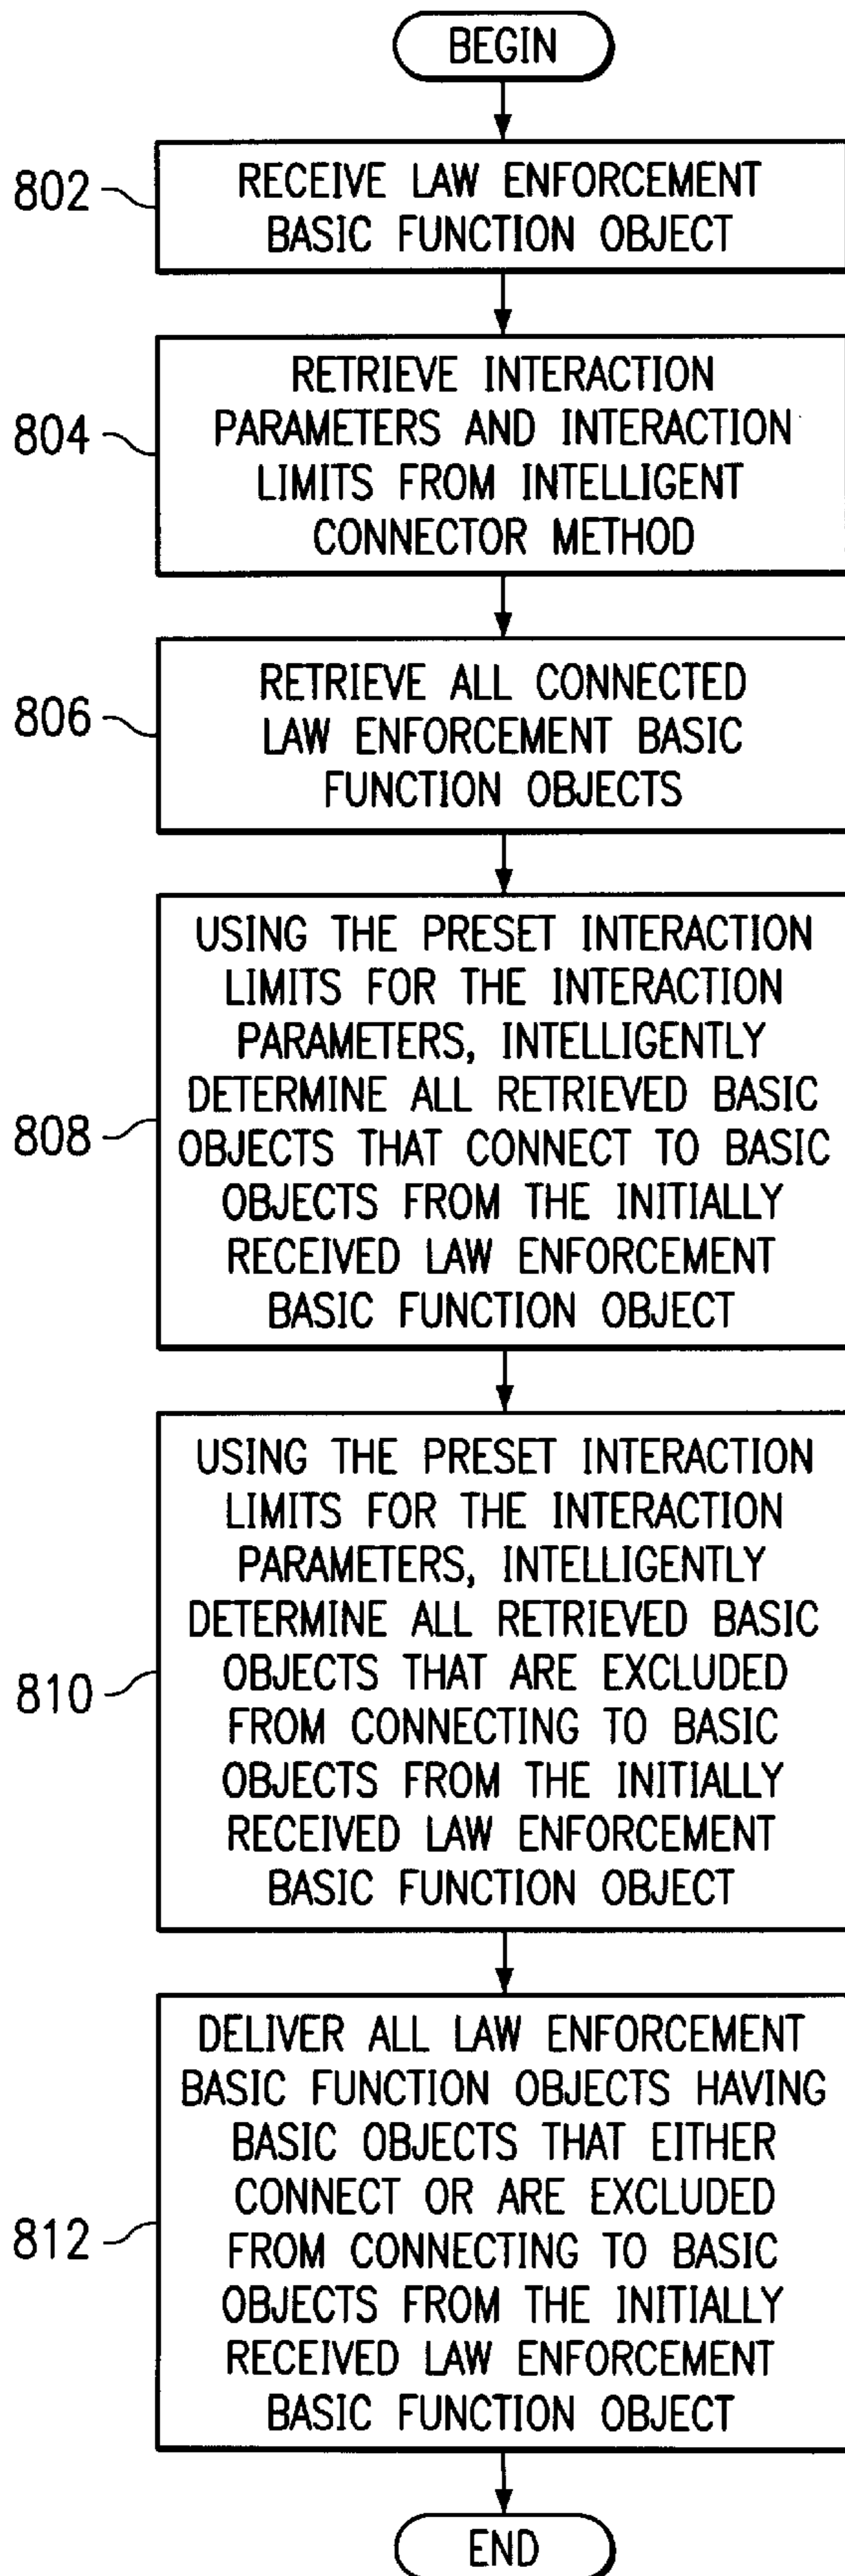 BEGIN
802
RECEIVE LAW ENFORCEMENT
BASIC FUNCTION OBJECT
804
RETRIEVE INTERACTION
PARAMETERS AND INTERACTION
LIMITS FROM INTELLIGENT
CONNECTOR METHOD
806
RETRIEVE ALL CONNECTED
LAW ENFORCEMENT BASIC
FUNCTION OBJECTS
808
USING THE PRESET INTERACTION
LIMITS FOR THE INTERACTION
PARAMETERS, INTELLIGENTLY
DETERMINE ALL RETRIEVED BASIC
OBJECTS THAT CONNECT TO BASIC
OBJECTS FROM THE INITIALLY
RECEIVED LAW ENFORCEMENT
BASIC FUNCTION OBJECT
810
USING THE PRESET INTERACTION
LIMITS FOR THE INTERACTION
PARAMETERS, INTELLIGENTLY
DETERMINE ALL RETRIEVED BASIC
OBJECTS THAT ARE EXCLUDED
FROM CONNECTING TO BASIC
OBJECTS FROM THE INITIALLY
RECEIVED LAW ENFORCEMENT
BASIC FUNCTION OBJECT
812
DELIVER ALL LAW ENFORCEMENT
BASIC FUNCTION OBJECTS HAVING
BASIC OBJECTS THAT EITHER
CONNECT OR ARE EXCLUDED
FROM CONNECTING TO BASIC
OBJECTS FROM THE INITIALLY
RECEIVED LAW ENFORCEMENT
BASIC FUNCTION OBJECT
END